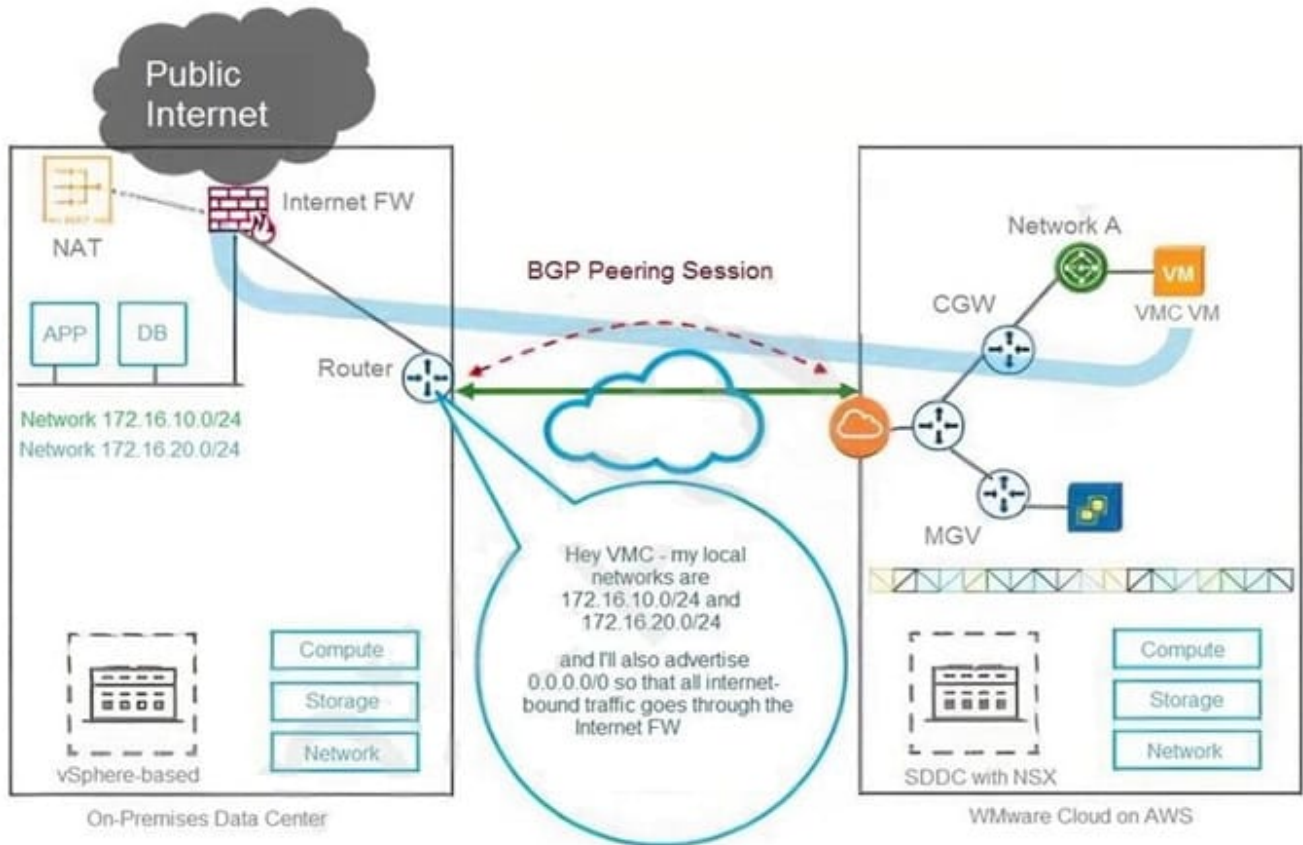 Public
Internet
Internet FW
NAT
APP
DB
Router
Network 172.16.10.0/24
Network 172.16.20.0/24
BGP Peering Session
Network A
VM
VMC VM
CGW
MGV
Hey VMC - my local
networks are
172.16.10.0/24 and
172.16.20.0/24
and I'll also advertise
0.0.0.0/0 so that all internet-
bound traffic goes through the
Internet FW
vSphere-based
Compute
Storage
Network
On-Premises Data Center
SDDC with NSX
Compute
Storage
Network
WMware Cloud on AWS